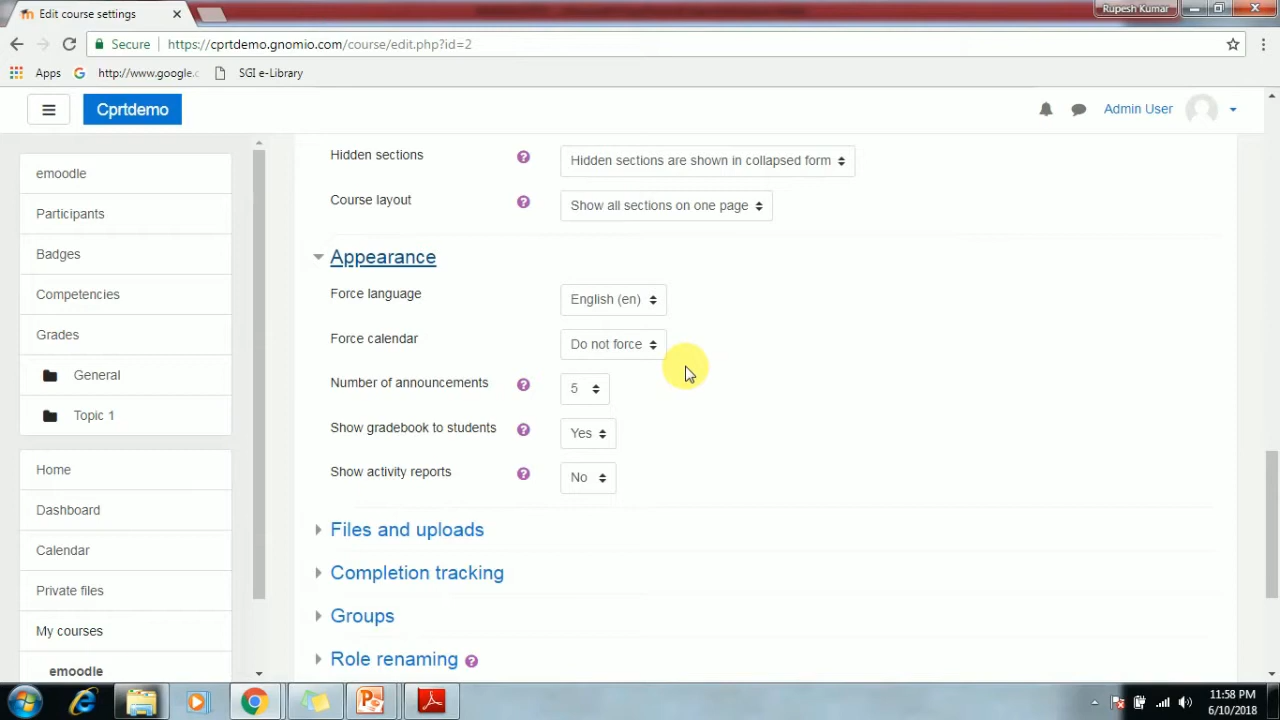 Edit course settings
Rupesh Kumar
Secure
https://cprtdemo.gnomio.com/course/edit.php?id=2
Apps
http://www.google.c
SGI e-Library
Cprtdemo
Admin User
emoodle
Participants
Badges
Competencies
Grades
General
Topic 1
Home
Dashboard
Calendar
Private files
My courses
emoodle
Hidden sections
Hidden sections are shown in collapsed form
Course layout
Show all sections on one page
Appearance
Force language
English (en)
Force calendar
Do not force
Number of announcements
5
Show gradebook to students
Yes
Show activity reports
No
Files and uploads
Completion tracking
Groups
Role renaming
11:58 PM
6/10/2018